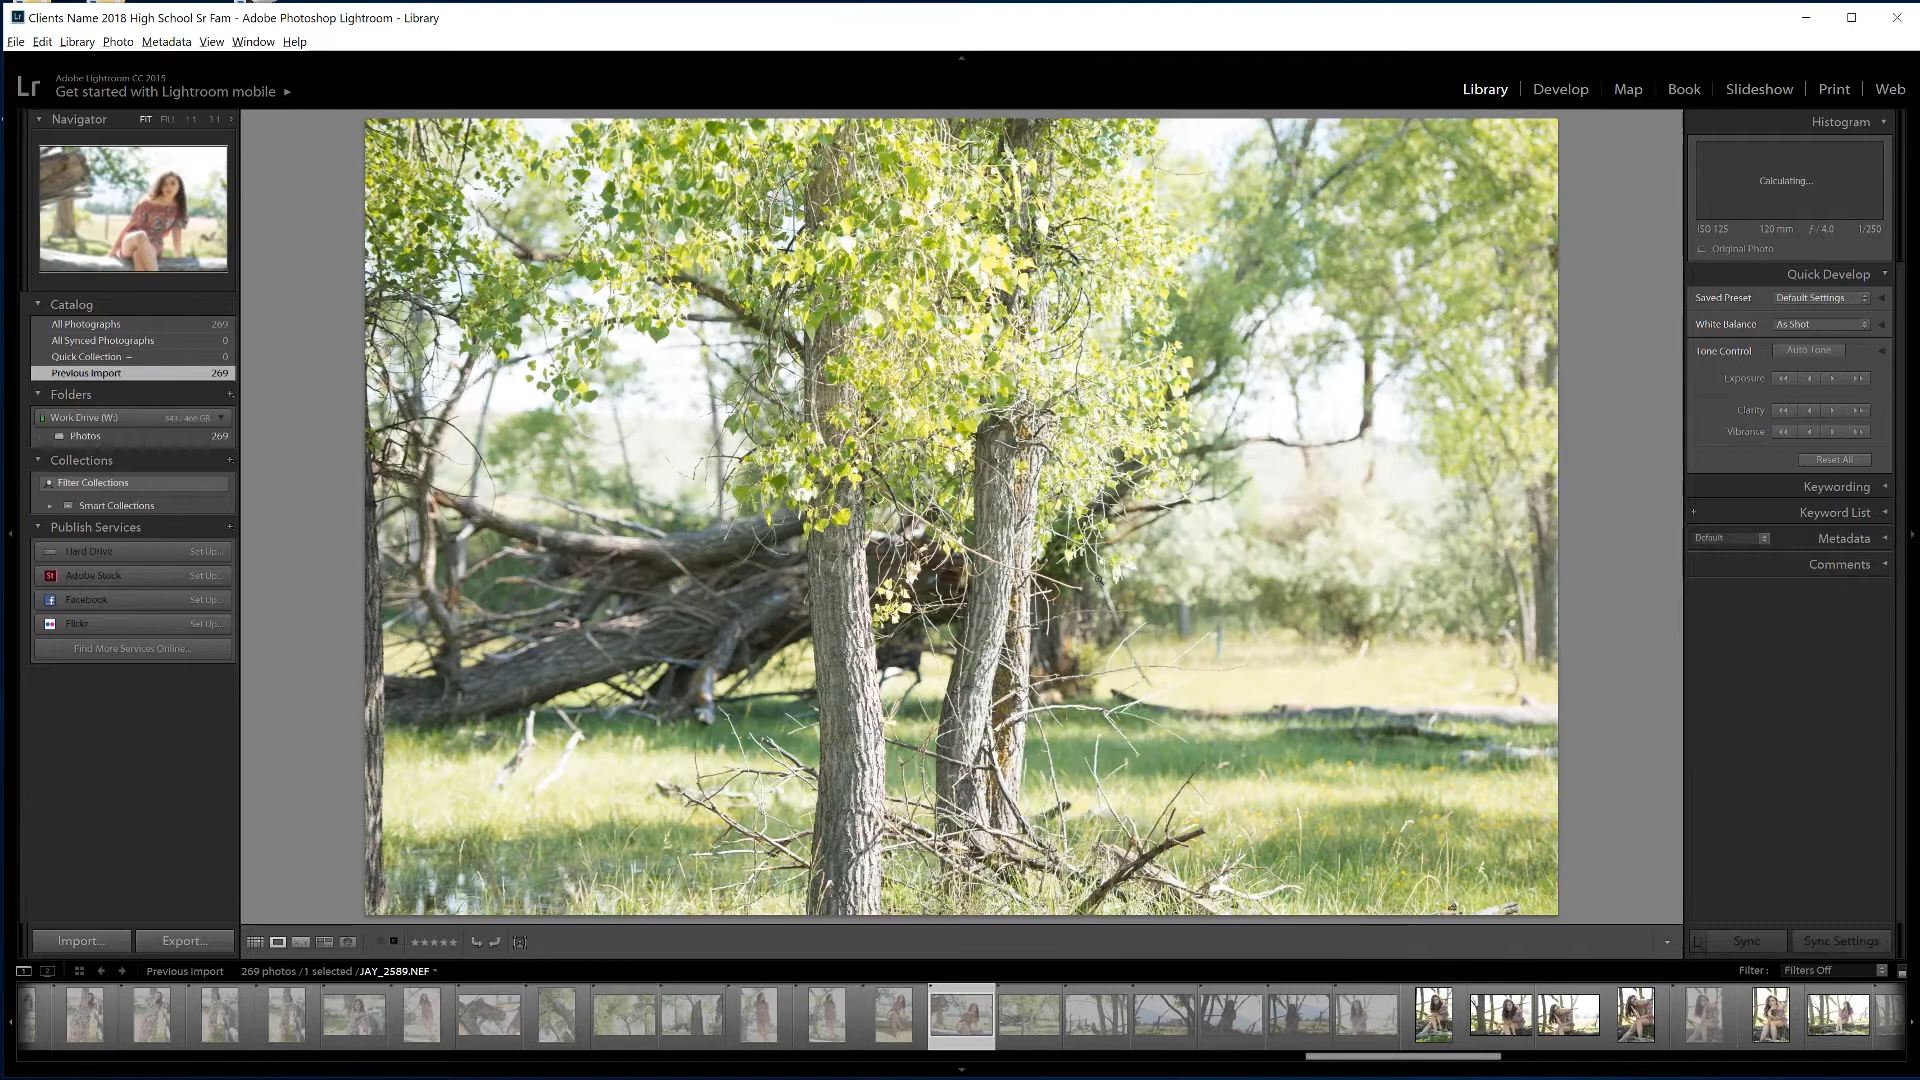 Clients Name 2018 High School Sr Fam - Adobe Photoshop Lightroom - Library
File Edit Library Photo Metadata View Window Help
Lr
Adobe Lightroom CC 2015
Get started with Lightroom mobile
Library Develop Map Book Slideshow Print Web
Navigator FIT FILL 1:1 3:1
Catalog
All Photographs 269
All Synced Photographs 0
Quick Collection 0
Previous Import 269
Folders
Work Drive (W:) 343 / 466 GB
Photos 269
Collections
Filter Collections
Smart Collections
Publish Services
Hard Drive Set Up...
St Adobe Stock Set Up...
Facebook Set Up...
Flickr Set Up...
Find More Services Online...
Import... Export...
Histogram
Calculating...
ISO 125 120 mm ƒ / 4.0 1/250
Original Photo
Quick Develop
Saved Preset Default Settings
White Balance As Shot
Tone Control Auto Tone
Exposure
Clarity
Vibrance
Reset All
Keywording
Keyword List
Default Metadata
Comments
Sync Sync Settings
1 2 Previous Import 269 photos /1 selected /JAY_2589.NEF
Filter : Filters Off